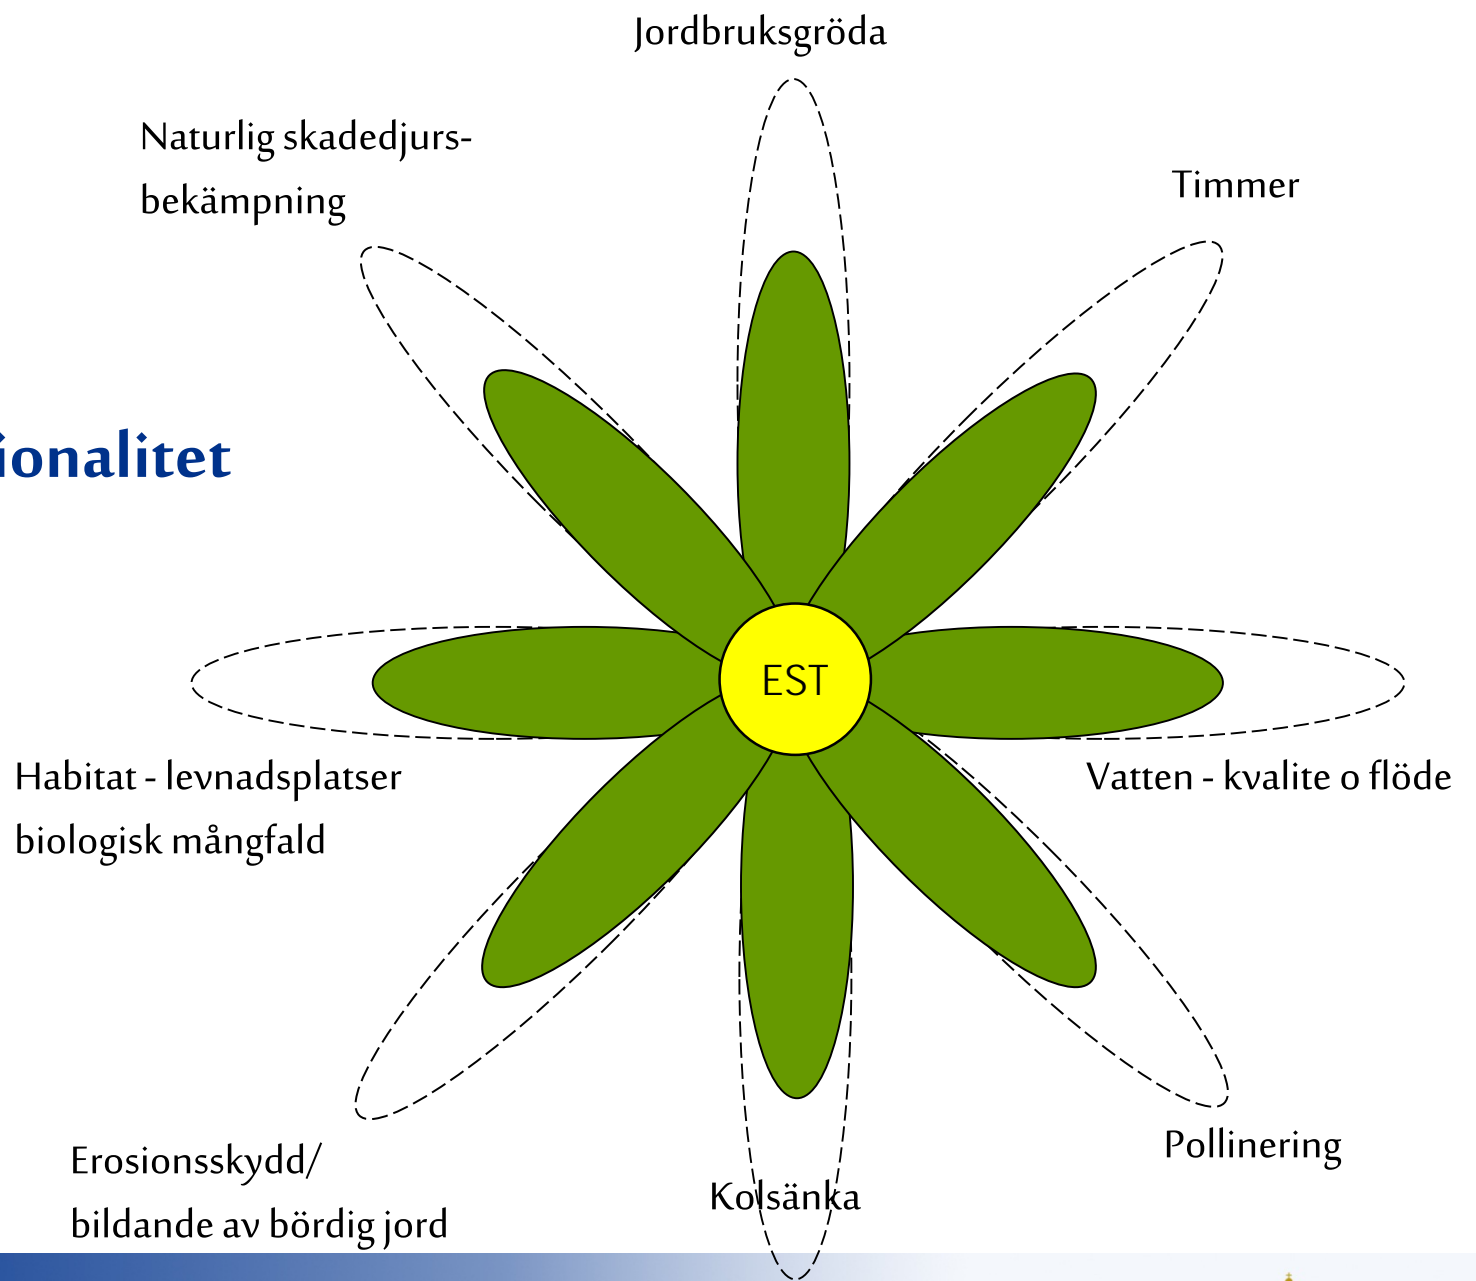 Jordbruksgröda
Naturlig skadedjurs-
bekämpning
Timmer
ionalitet
EST
Habitat - levnadsplatser
biologisk mångfald
Vatten - kvalite o flöde
Erosionsskydd/
bildande av bördig jord
Kolsänka
Pollinering